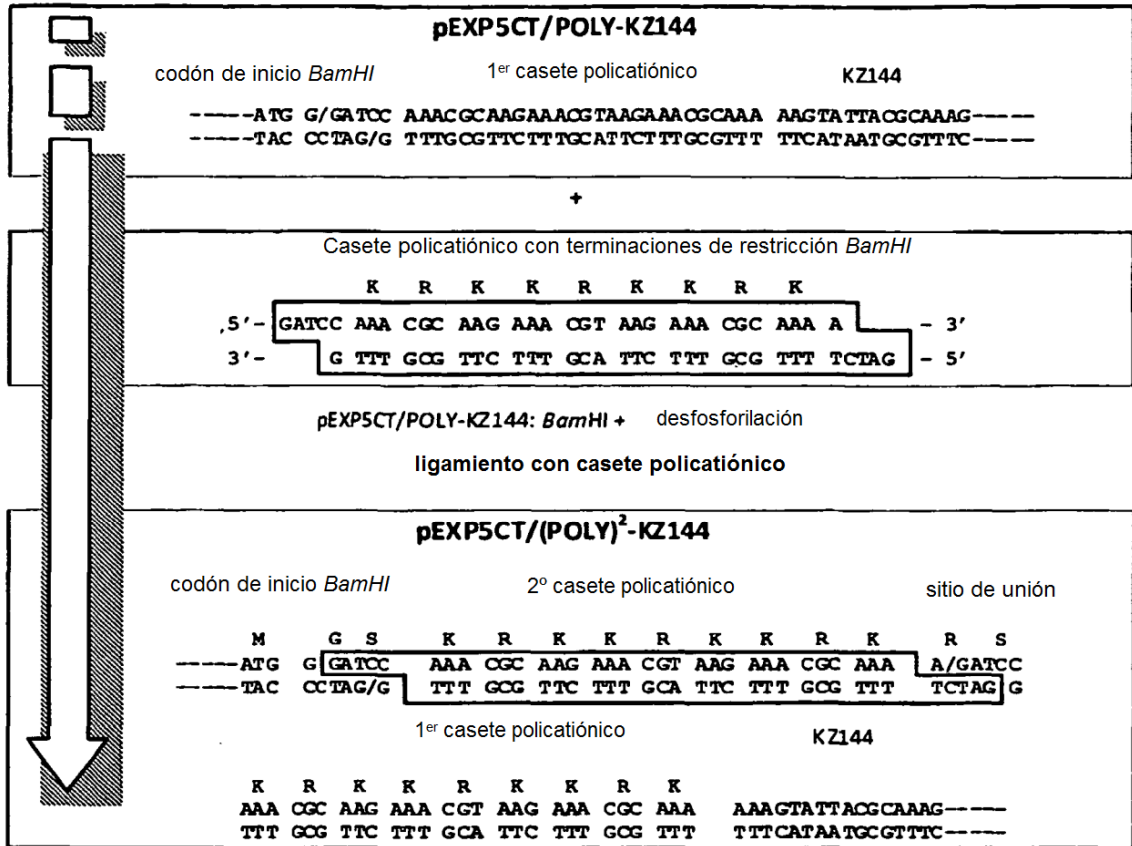 pEXP5CT/POLY-KZ144
codón de inicio BamHI 1er casete policatiónico KZ144
-----ATG G/GATCC AAACGCAAGAAACGTAAGAAACGCAAA AAGTATTACGCAAAG-----
-----TAC CCTAG/G TTTGCGTTCTTTGCATTCTTTGCGTTT TTCATAATGCGTTTC-----
+
Casete policatiónico con terminaciones de restricción BamHI
K R K K R K K R K
,5'- GATCC AAA CGC AAG AAA CGT AAG AAA CGC AAA A - 3'
3'- G TTT GCG TTC TTT GCA TTC TTT GCG TTT TCTAG - 5'
pEXP5CT/POLY-KZ144: BamHI + desfosforilación
ligamiento con casete policatiónico
pEXP5CT/(POLY)²-KZ144
codón de inicio BamHI 2º casete policatiónico sitio de unión
M G S K R K K R K K R K R S
-----ATG G GATCC AAA CGC AAG AAA CGT AAG AAA CGC AAA A/GATCC
-----TAC CCTAG/G TTT GCG TTC TTT GCA TTC TTT GCG TTT TCTAG G
1er casete policatiónico KZ144
K R K K R K K R K
AAA CGC AAG AAA CGT AAG AAA CGC AAA AAAGTATTACGCAAAG-----
TTT GCG TTC TTT GCA TTC TTT GCG TTT TTTCATAATGCGTTTC-----